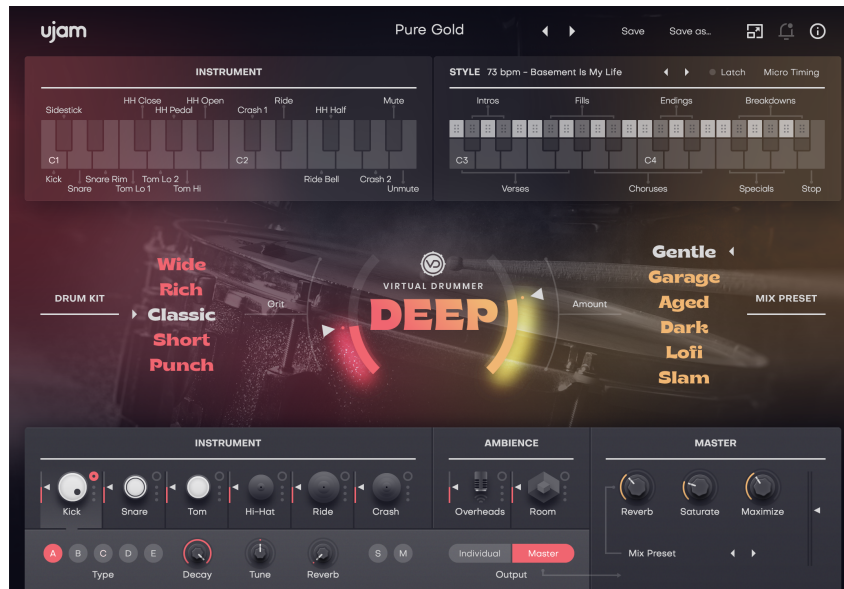 ujam
Pure Gold
Save
Save as...
INSTRUMENT
Sidestick
HH Close
HH Pedal
HH Open
Crash 1
Ride
HH Half
Mute
C1
C2
Kick
Snare
Snare Rim
Tom Lo 1
Tom Lo 2
Tom Hi
Ride Bell
Crash 2
Unmute
STYLE 73 bpm - Basement Is My Life
Latch
Micro Timing
Intros
Fills
Endings
Breakdowns
C3
C4
Verses
Choruses
Specials
Stop
DRUM KIT
Wide
Rich
Classic
Short
Punch
Grit
VD
VIRTUAL DRUMMER
DEEP
Amount
Gentle
Garage
Aged
Dark
Lofi
Slam
MIX PRESET
INSTRUMENT
Kick
Snare
Tom
Hi-Hat
Ride
Crash
A B C D E
Type
Decay
Tune
Reverb
S M
AMBIENCE
Overheads
Room
Individual
Master
Output
MASTER
Reverb
Saturate
Maximize
Mix Preset